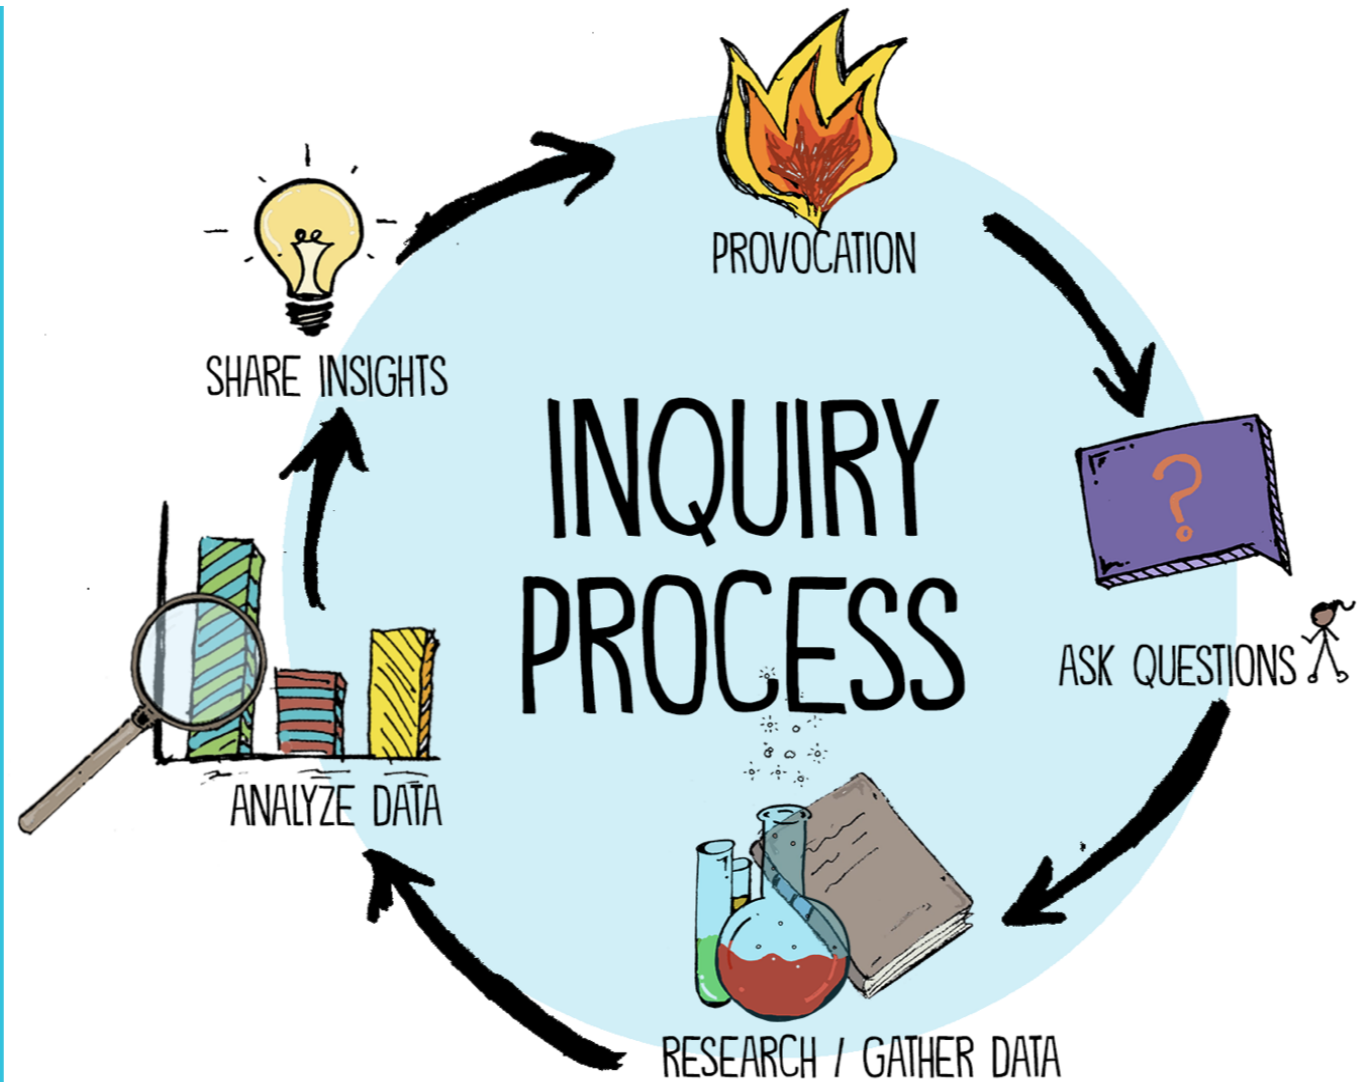 PROVOCATION
SHARE INSIGHTS
INQUIRY
PROCESS
?
ASK QUESTIONS
ANALYZE DATA
RESEARCH / GATHER DATA